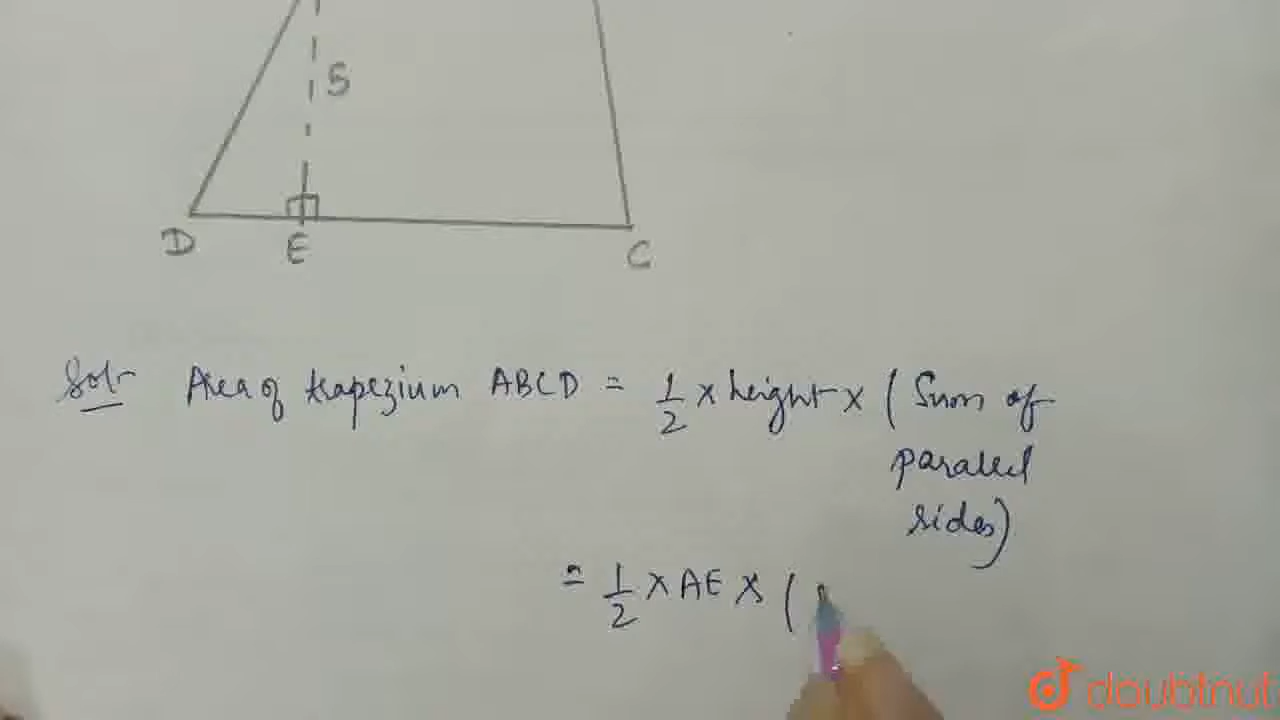 5
D E C
Sol:- Area of trapezium ABCD = 1/2 × height × ( Sum of
parallel
sides)
= 1/2 × AE × (
doubtnut